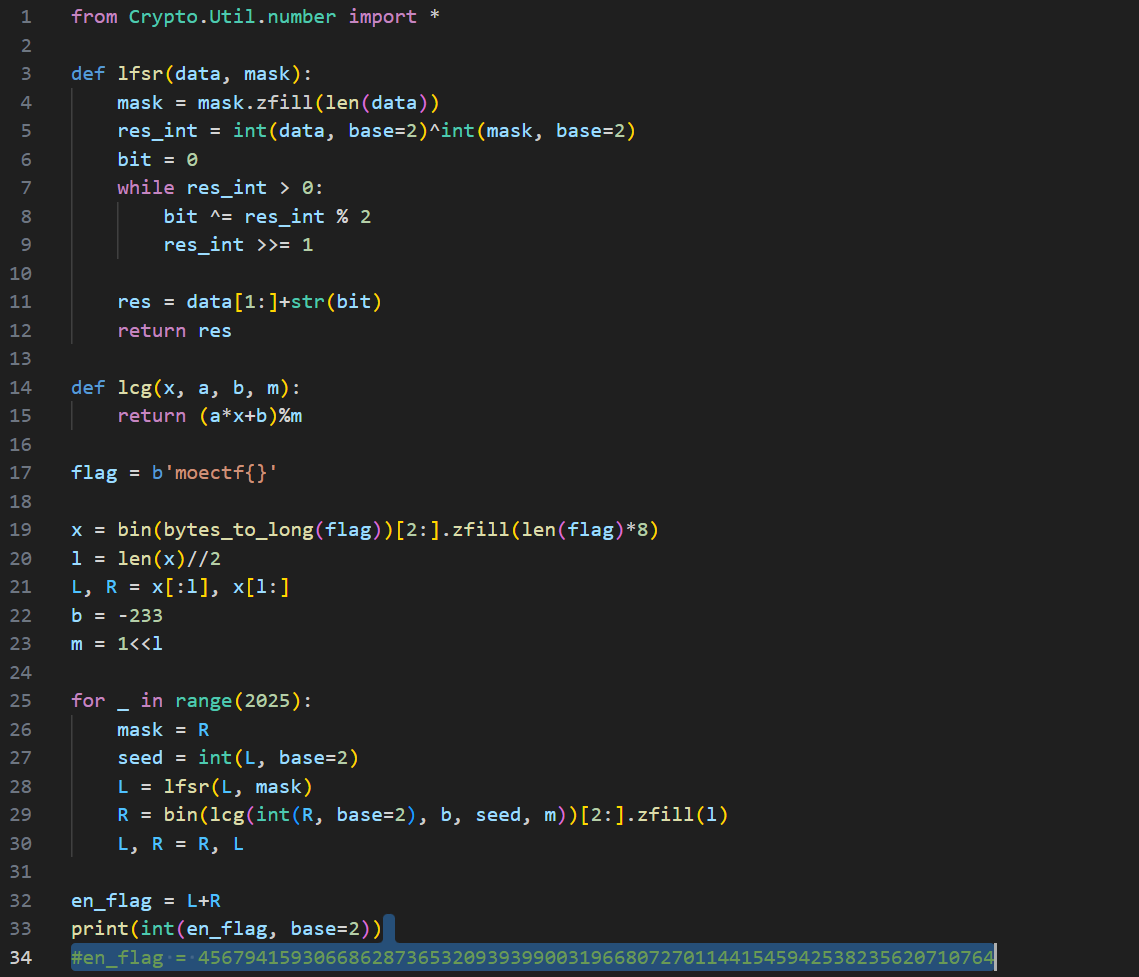 1 from Crypto.Util.number import *
2
3 def lfsr(data, mask):
4     mask = mask.zfill(len(data))
5     res_int = int(data, base=2)^int(mask, base=2)
6     bit = 0
7     while res_int > 0:
8         bit ^= res_int % 2
9         res_int >>= 1
10
11     res = data[1:]+str(bit)
12     return res
13
14 def lcg(x, a, b, m):
15     return (a*x+b)%m
16
17 flag = b'moectf{}'
18
19 x = bin(bytes_to_long(flag))[2:].zfill(len(flag)*8)
20 l = len(x)//2
21 L, R = x[:l], x[l:]
22 b = -233
23 m = 1<<l
24
25 for _ in range(2025):
26     mask = R
27     seed = int(L, base=2)
28     L = lfsr(L, mask)
29     R = bin(lcg(int(R, base=2), b, seed, m))[2:].zfill(l)
30     L, R = R, L
31
32 en_flag = L+R
33 print(int(en_flag, base=2))
34 #en_flag = 45679415930668628736532093939900319668072701144154594253823562071076​4